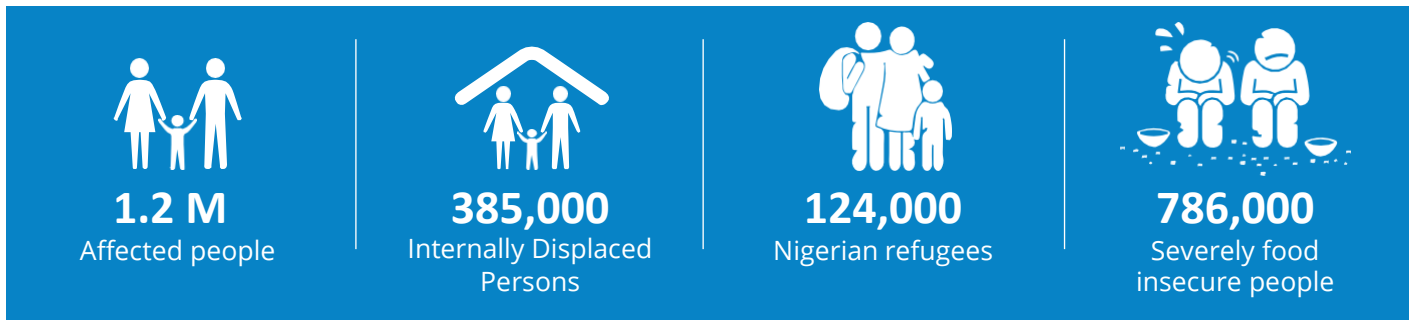 1.2 M
Affected people
385,000
Internally Displaced
Persons
124,000
Nigerian refugees
786,000
Severely food
insecure people